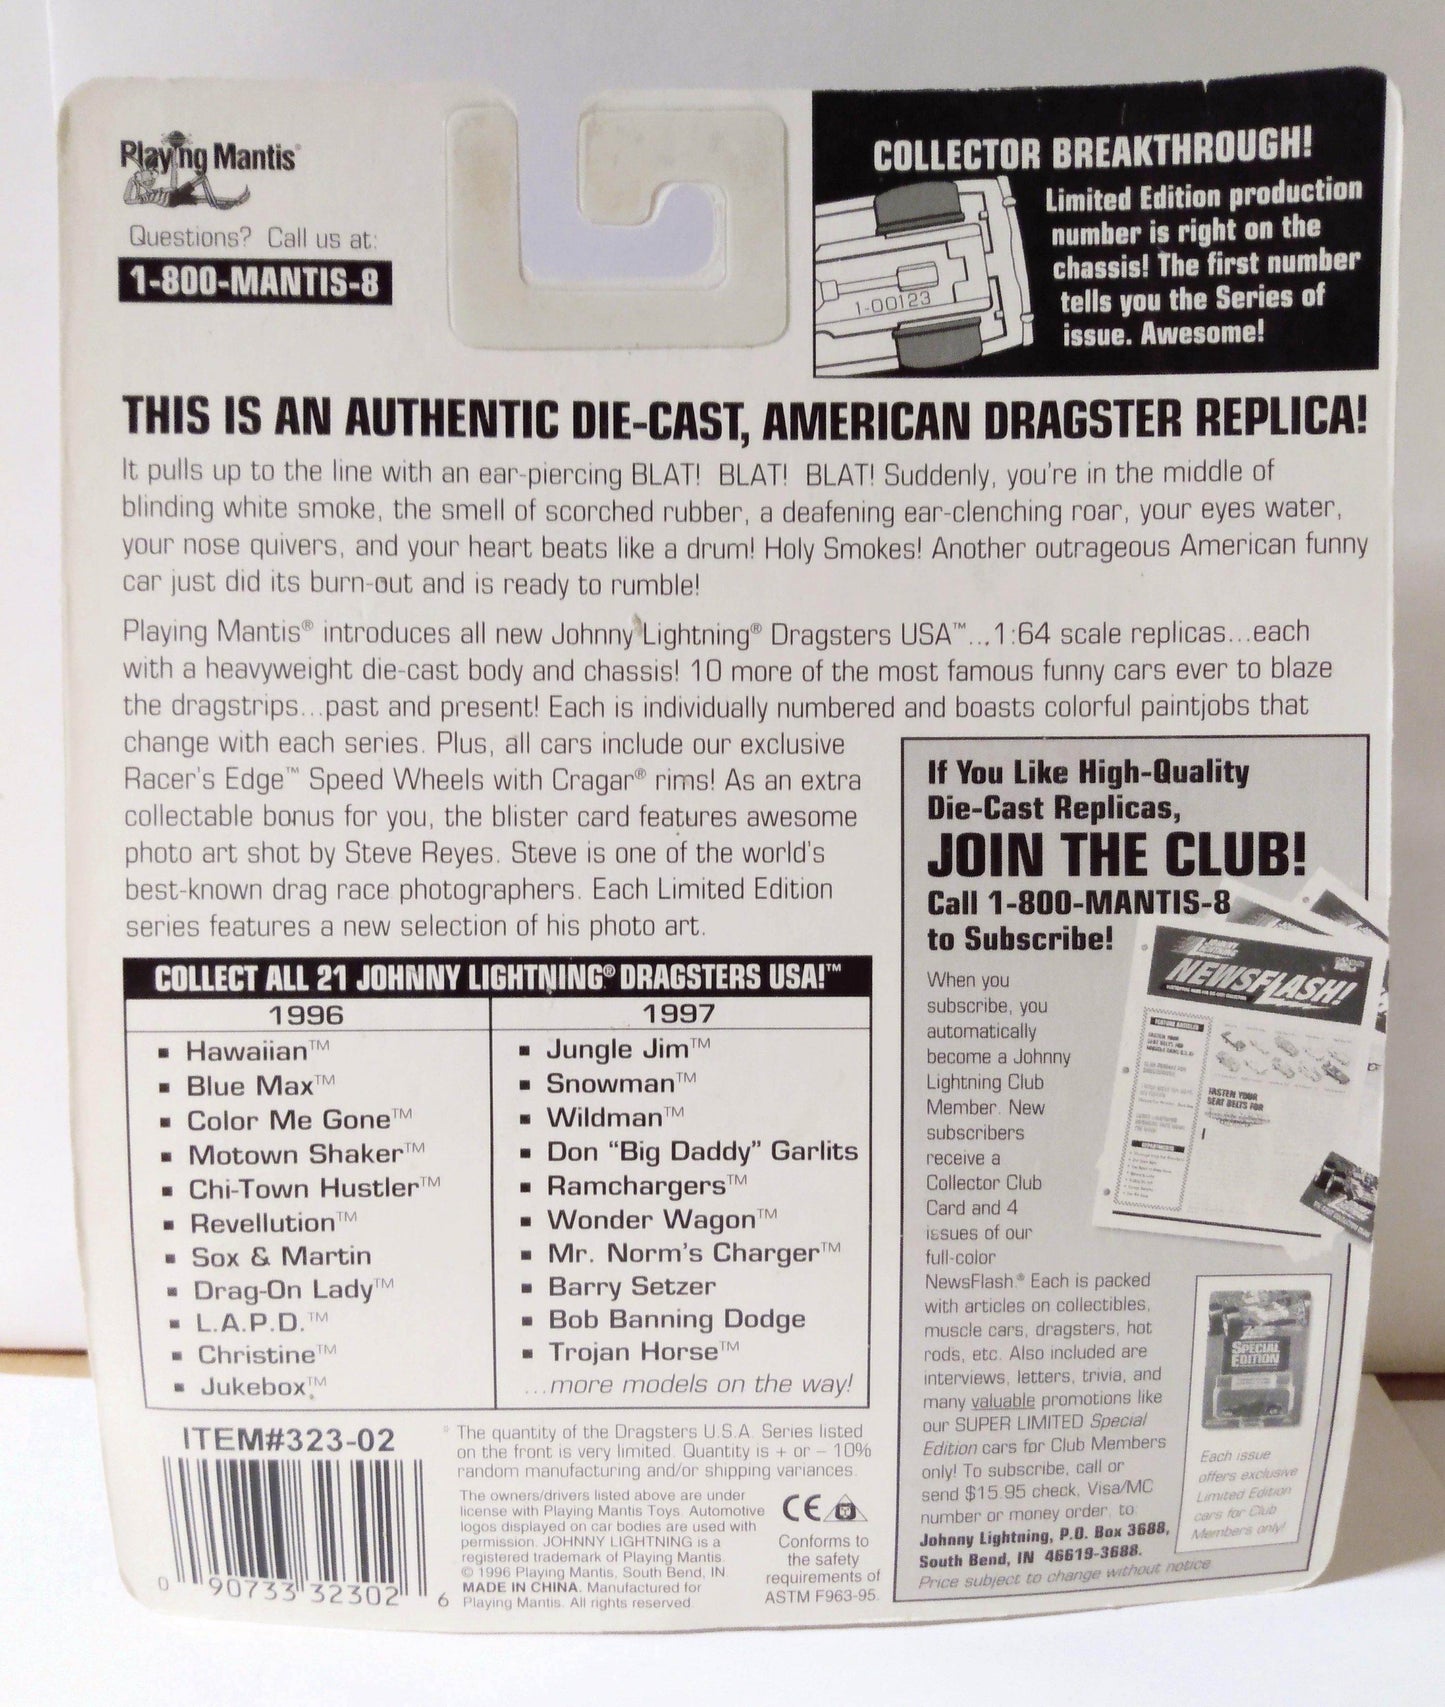 Playing Mantis®
Questions? Call us at:
1-800-MANTIS-8
COLLECTOR BREAKTHROUGH!
Limited Edition production
number is right on the
chassis! The first number
tells you the Series of
issue. Awesome!
1-00123
THIS IS AN AUTHENTIC DIE-CAST, AMERICAN DRAGSTER REPLICA!
It pulls up to the line with an ear-piercing BLAT! BLAT! BLAT! Suddenly, you're in the middle of
blinding white smoke, the smell of scorched rubber, a deafening ear-clenching roar, your eyes water,
your nose quivers, and your heart beats like a drum! Holy Smokes! Another outrageous American funny
car just did its burn-out and is ready to rumble!
Playing Mantis® introduces all new Johnny Lightning® Dragsters USA™...1:64 scale replicas...each
with a heavyweight die-cast body and chassis! 10 more of the most famous funny cars ever to blaze
the dragstrips...past and present! Each is individually numbered and boasts colorful paintjobs that
change with each series. Plus, all cars include our exclusive
Racer's Edge™ Speed Wheels with Cragar® rims! As an extra
collectable bonus for you, the blister card features awesome
photo art shot by Steve Reyes. Steve is one of the world's
best-known drag race photographers. Each Limited Edition
series features a new selection of his photo art.
COLLECT ALL 21 JOHNNY LIGHTNING® DRAGSTERS USA!™
1996
▪ Hawaiian™
▪ Blue Max™
▪ Color Me Gone™
▪ Motown Shaker™
▪ Chi-Town Hustler™
▪ Revellution™
▪ Sox & Martin
▪ Drag-On Lady™
▪ L.A.P.D.™
▪ Christine™
▪ Jukebox™
1997
▪ Jungle Jim™
▪ Snowman™
▪ Wildman™
▪ Don "Big Daddy" Garlits
▪ Ramchargers™
▪ Wonder Wagon™
▪ Mr. Norm's Charger™
▪ Barry Setzer
▪ Bob Banning Dodge
▪ Trojan Horse™
...more models on the way!
If You Like High-Quality
Die-Cast Replicas,
JOIN THE CLUB!
Call 1-800-MANTIS-8
to Subscribe!
When you
subscribe, you
automatically
become a Johnny
Lightning Club
Member. New
subscribers
receive a
Collector Club
Card and 4
issues of our
full-color
NewsFlash.® Each is packed
with articles on collectibles,
muscle cars, dragsters, hot
rods, etc. Also included are
interviews, letters, trivia, and
many valuable promotions like
our SUPER LIMITED Special
Edition cars for Club Members
only! To subscribe, call or
send $15.95 check, Visa/MC
number or money order, to:
Johnny Lightning, P.O. Box 3688,
South Bend, IN 46619-3688.
Price subject to change without notice
NEWSFLASH!
FASTEN YOUR
SEAT BELTS FOR
SPECIAL
EDITION
Each issue
offers exclusive
Limited Edition
cars for Club
Members only!
ITEM#323-02
0 90733 32302 6
* The quantity of the Dragsters U.S.A. Series listed
on the front is very limited. Quantity is + or – 10%
random manufacturing and/or shipping variances.
The owners/drivers listed above are under
license with Playing Mantis Toys. Automotive
logos displayed on car bodies are used with
permission. JOHNNY LIGHTNING is a
registered trademark of Playing Mantis.
© 1996 Playing Mantis, South Bend, IN.
MADE IN CHINA. Manufactured for
Playing Mantis. All rights reserved.
CE
Conforms to
the safety
requirements of
ASTM F963-95.